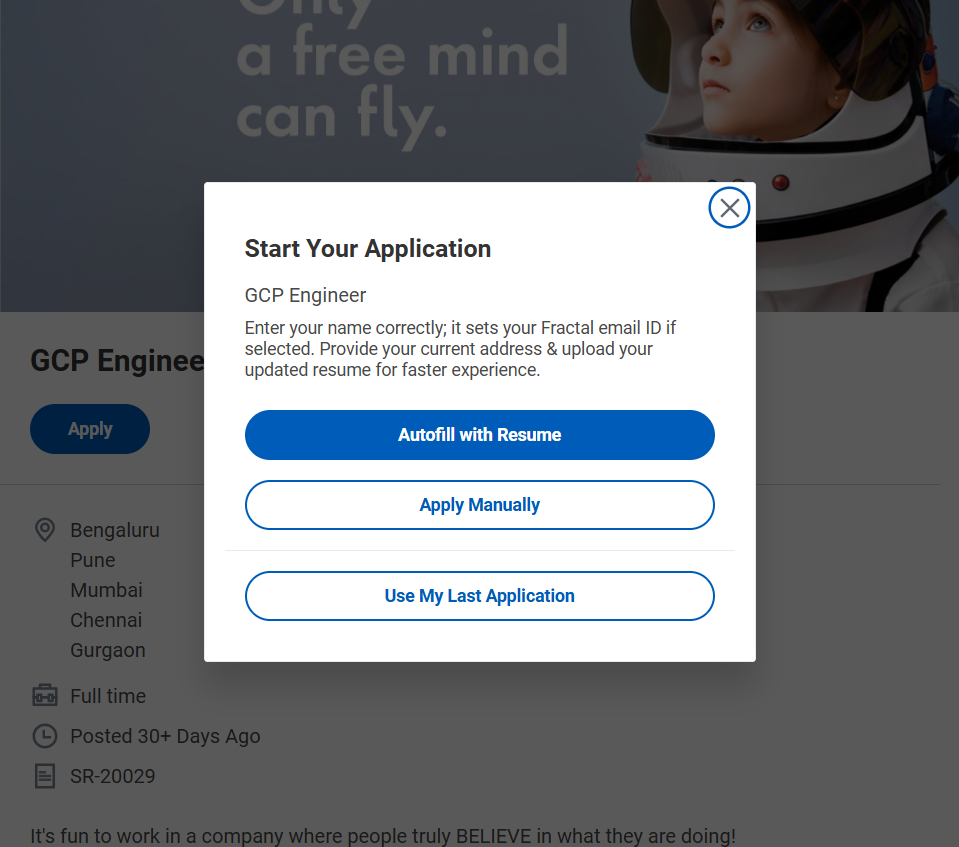 Only
a free mind
can fly.
Start Your Application
GCP Engineer
Enter your name correctly; it sets your Fractal email ID if
selected. Provide your current address & upload your
updated resume for faster experience.
Autofill with Resume
Apply Manually
Use My Last Application
GCP Enginee
Apply
Bengaluru
Pune
Mumbai
Chennai
Gurgaon
Full time
Posted 30+ Days Ago
SR-20029
It's fun to work in a company where people truly BELIEVE in what they are doing!